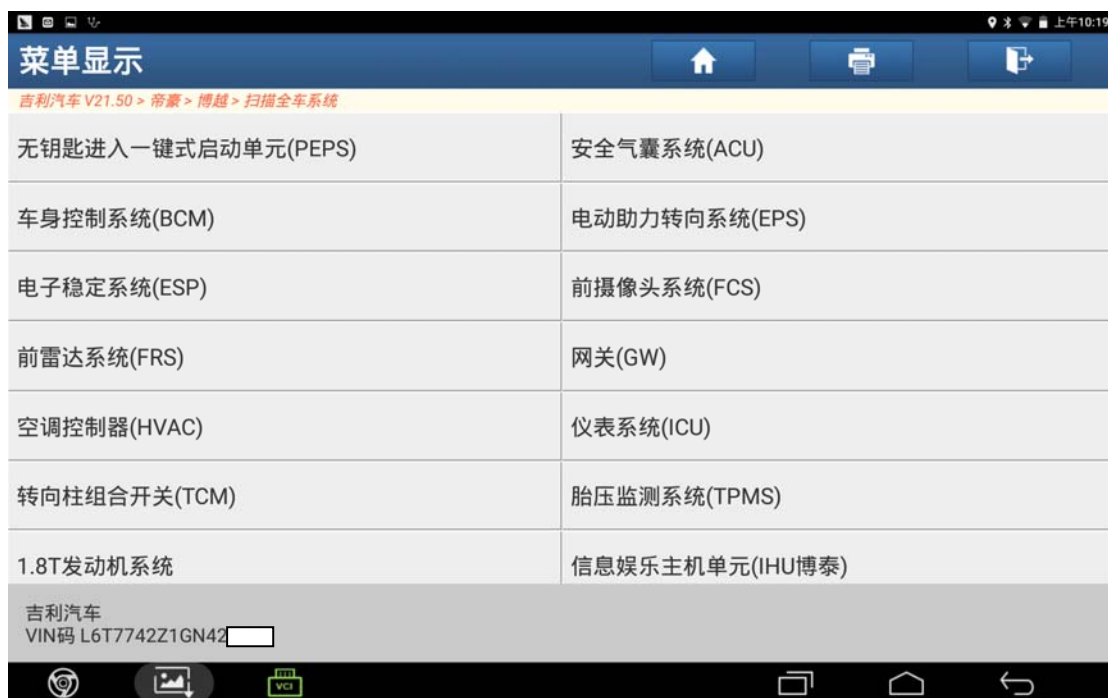 上午10:19
菜单显示
吉利汽车 V21.50 > 帝豪 > 博越 > 扫描全车系统
无钥匙进入一键式启动单元(PEPS)
安全气囊系统(ACU)
车身控制系统(BCM)
电动助力转向系统(EPS)
电子稳定系统(ESP)
前摄像头系统(FCS)
前雷达系统(FRS)
网关(GW)
空调控制器(HVAC)
仪表系统(ICU)
转向柱组合开关(TCM)
胎压监测系统(TPMS)
1.8T发动机系统
信息娱乐主机单元(IHU博泰)
吉利汽车
VIN码 L6T7742Z1GN42
VCI